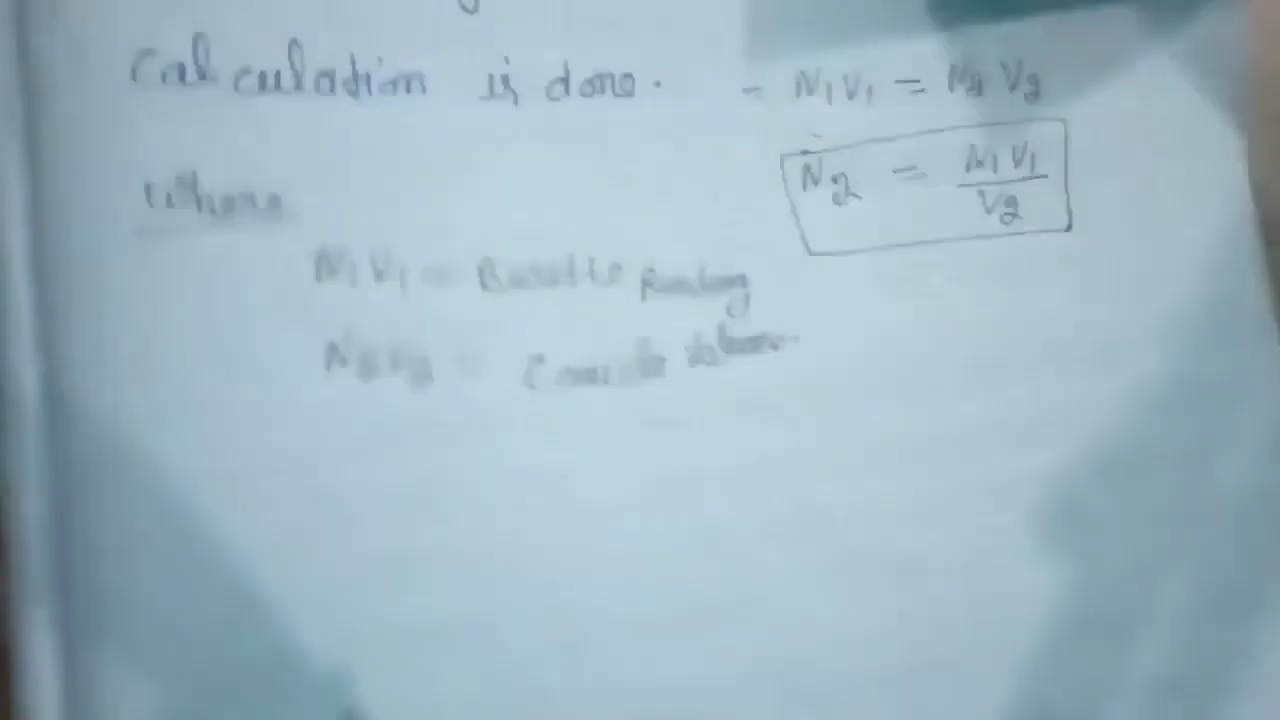 Calculation is done. - N₁V₁ = N₂V₂
N₂ = N₁V₁/V₂
where
N₁V₁ = Burette Reading
N₂V₂ =